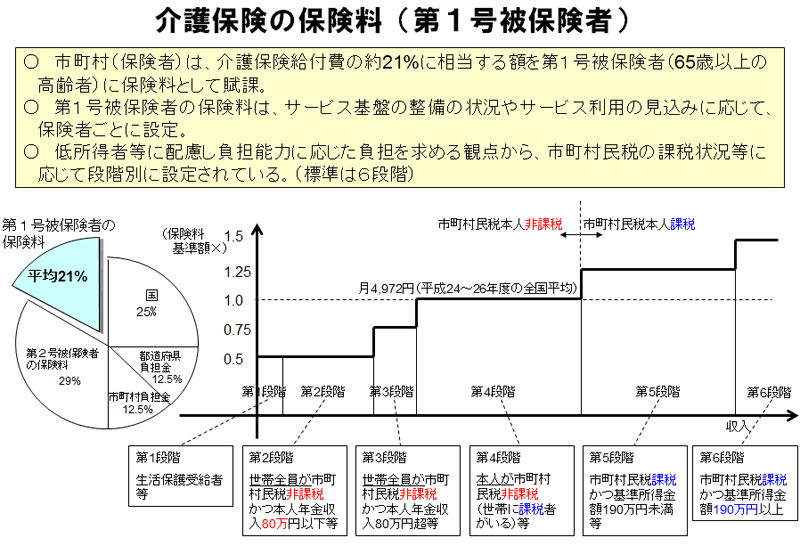 介護保険の保険料（第１号被保険者）
○　市町村（保険者）は、介護保険給付費の約21%に相当する額を第１号被保険者（65歳以上の
高齢者）に保険料として賦課。
○　第１号被保険者の保険料は、サービス基盤の整備の状況やサービス利用の見込みに応じて、
保険者ごとに設定。
○　低所得者等に配慮し負担能力に応じた負担を求める観点から、市町村民税の課税状況等に
応じて段階別に設定されている。（標準は６段階）
第１号被保険者の
保険料
平均21%
国
25%
都道府県
負担金
12.5%
市町村負担金
12.5%
第２号被保険者
の保険料
29%
（保険料
基準額×）
1.5
1.25
1.0
0.75
0.5
市町村民税本人非課税
市町村民税本人課税
月4,972円（平成24～26年度の全国平均）
第1段階
第2段階
第3段階
第4段階
第5段階
第6段階
収入
第1段階
生活保護受給者
等
第2段階
世帯全員が市町
村民税非課税
かつ本人年金収
入80万円以下等
第3段階
世帯全員が市町
村民税非課税
かつ本人年金収
入80万円超等
第4段階
本人が市町村
民税非課税
（世帯に課税者
がいる）等
第5段階
市町村民税課税
かつ基準所得金
額190万円未満
等
第6段階
市町村民税課税
かつ基準所得金
額190万円以上